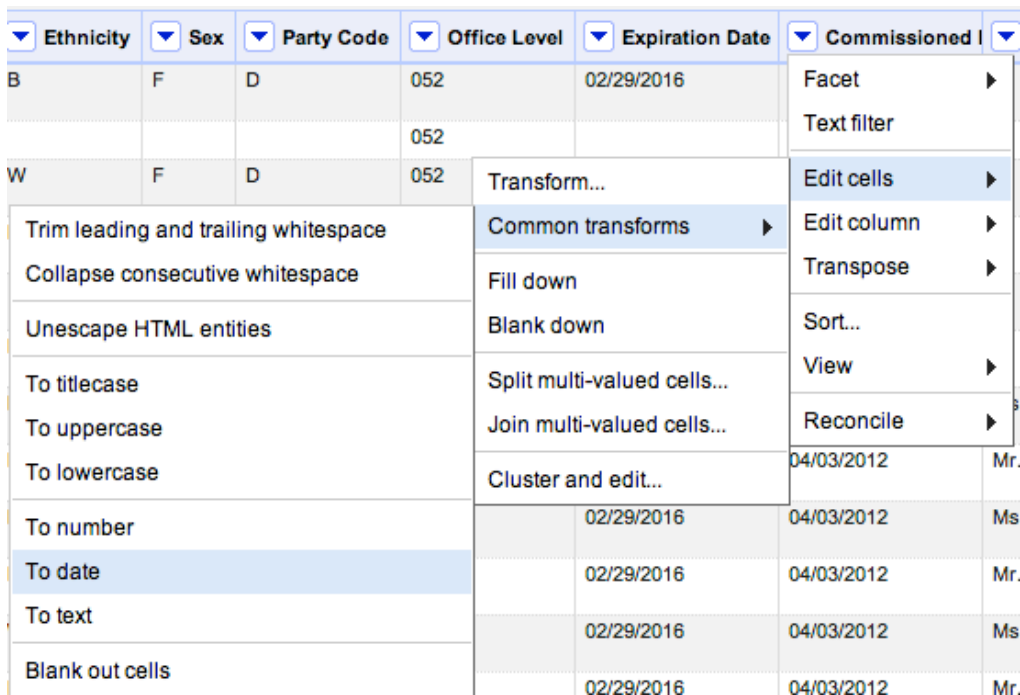 Ethnicity Sex Party Code Office Level Expiration Date Commissioned
B F D 052 02/29/2016
052
W F D 052
Facet
Text filter
Edit cells
Edit column
Transpose
Sort...
View
Reconcile
Transform...
Common transforms
Fill down
Blank down
Split multi-valued cells...
Join multi-valued cells...
Cluster and edit...
Trim leading and trailing whitespace
Collapse consecutive whitespace
Unescape HTML entities
To titlecase
To uppercase
To lowercase
To number
To date
To text
Blank out cells
04/03/2012 Mr.
02/29/2016 04/03/2012 Ms
02/29/2016 04/03/2012 Mr.
02/29/2016 04/03/2012 Ms
02/29/2016 04/03/2012 Mr.